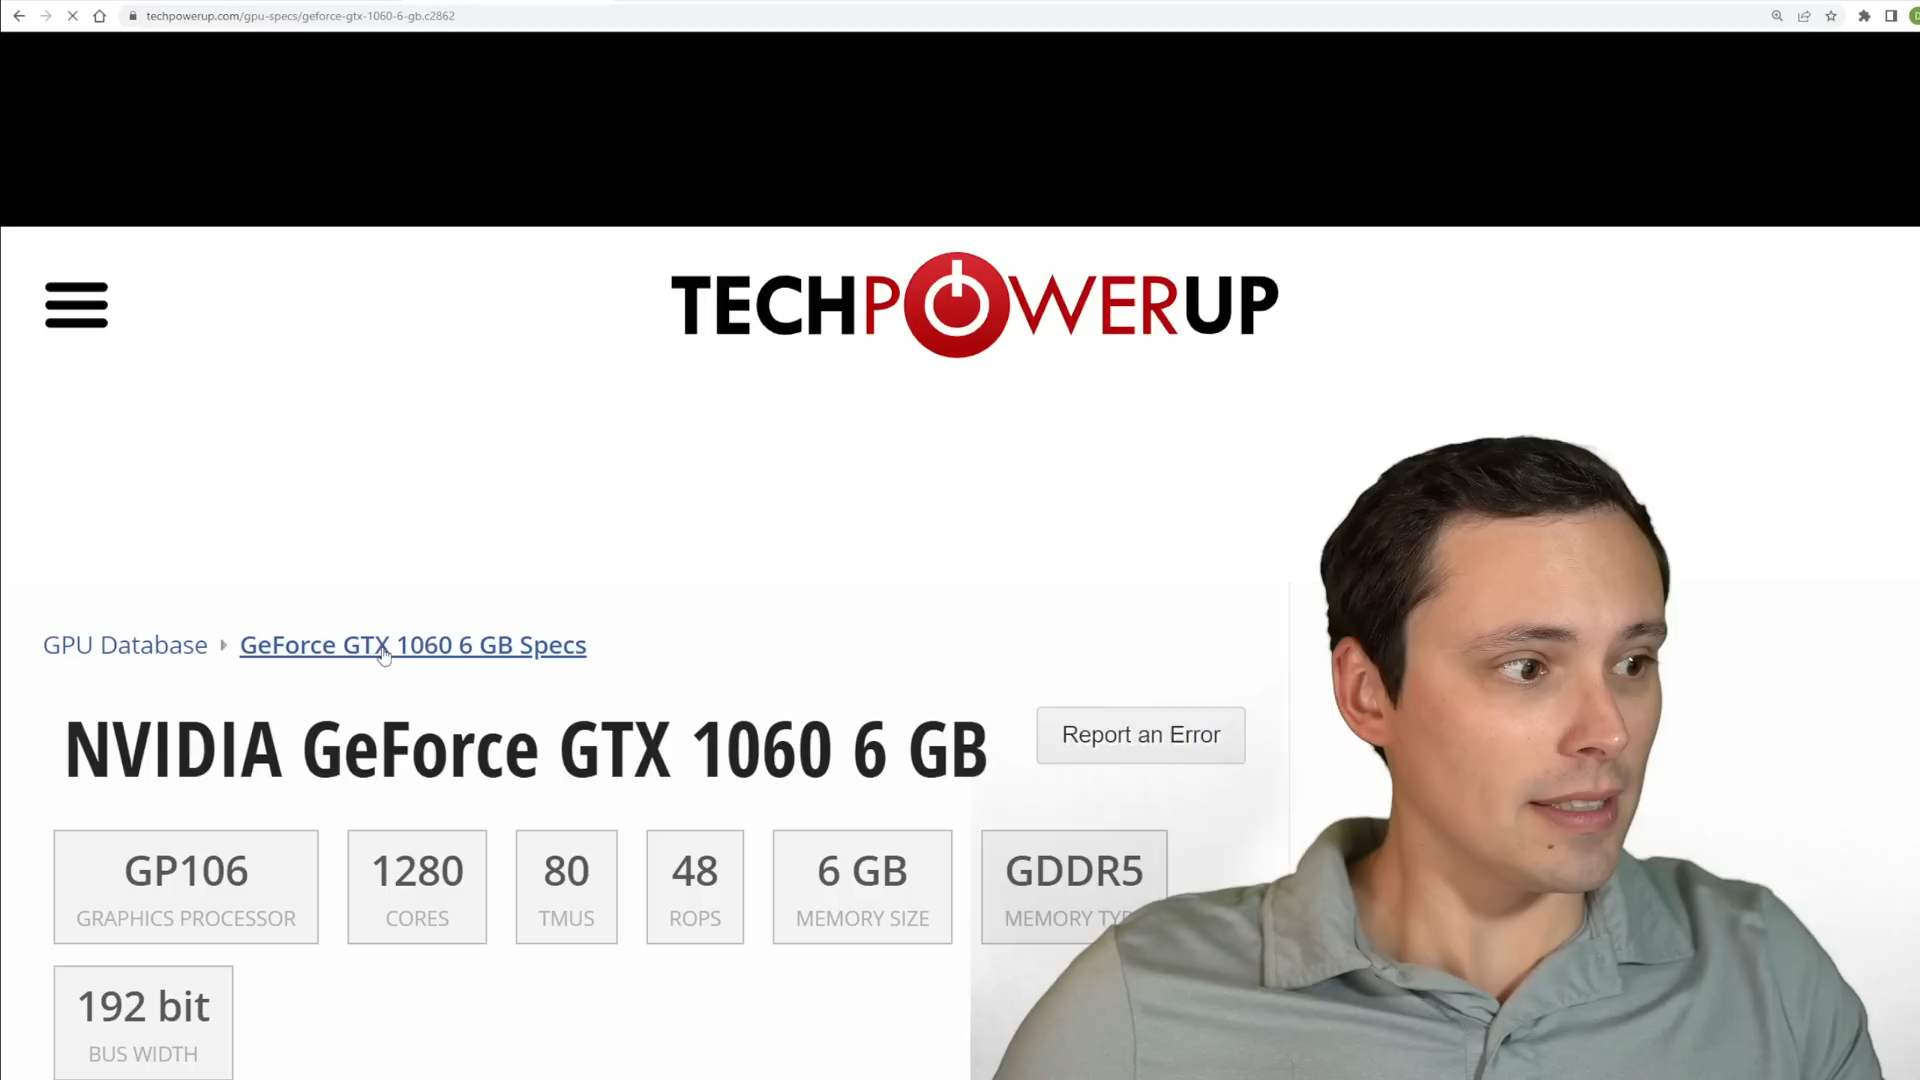 techpowerup.com/gpu-specs/geforce-gtx-1060-6-gb.c2862
TECHPOWERUP
GPU Database GeForce GTX 1060 6 GB Specs
NVIDIA GeForce GTX 1060 6 GB
Report an Error
GP106 1280 80 48 6 GB GDDR5
GRAPHICS PROCESSOR CORES TMUS ROPS MEMORY SIZE MEMORY
192 bit
BUS WIDTH